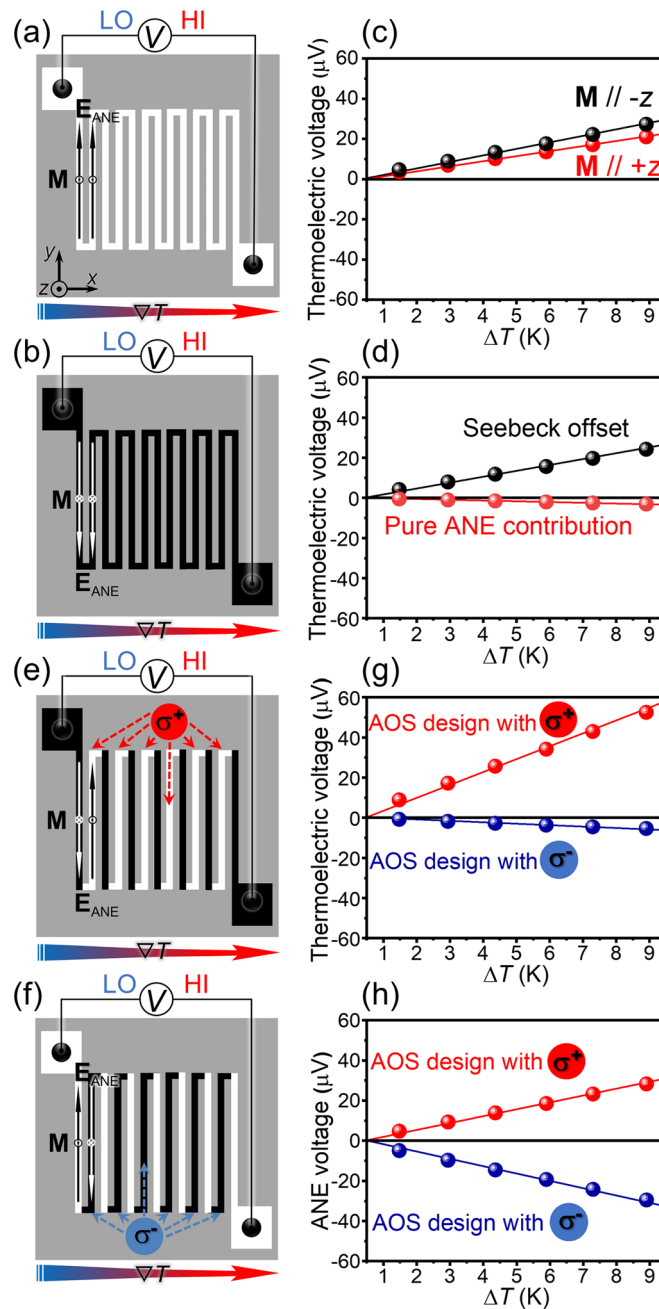 (a)
LO
V
HI
E_ANE
M
y
z
x
▽T
(c)
Thermoelectric voltage (μV)
60
40
20
0
-20
-40
-60
M // -z
M // +z
1 2 3 4 5 6 7 8 9
ΔT (K)
(b)
LO
V
HI
M
E_ANE
▽T
(d)
Thermoelectric voltage (μV)
60
40
20
0
-20
-40
-60
Seebeck offset
Pure ANE contribution
1 2 3 4 5 6 7 8 9
ΔT (K)
(e)
LO
V
HI
σ+
M
E_ANE
▽T
(g)
Thermoelectric voltage (μV)
60
40
20
0
-20
-40
-60
AOS design with σ+
AOS design with σ-
1 2 3 4 5 6 7 8 9
ΔT (K)
(f)
LO
V
HI
E_ANE
M
σ-
▽T
(h)
ANE voltage (μV)
60
40
20
0
-20
-40
-60
AOS design with σ+
AOS design with σ-
1 2 3 4 5 6 7 8 9
ΔT (K)